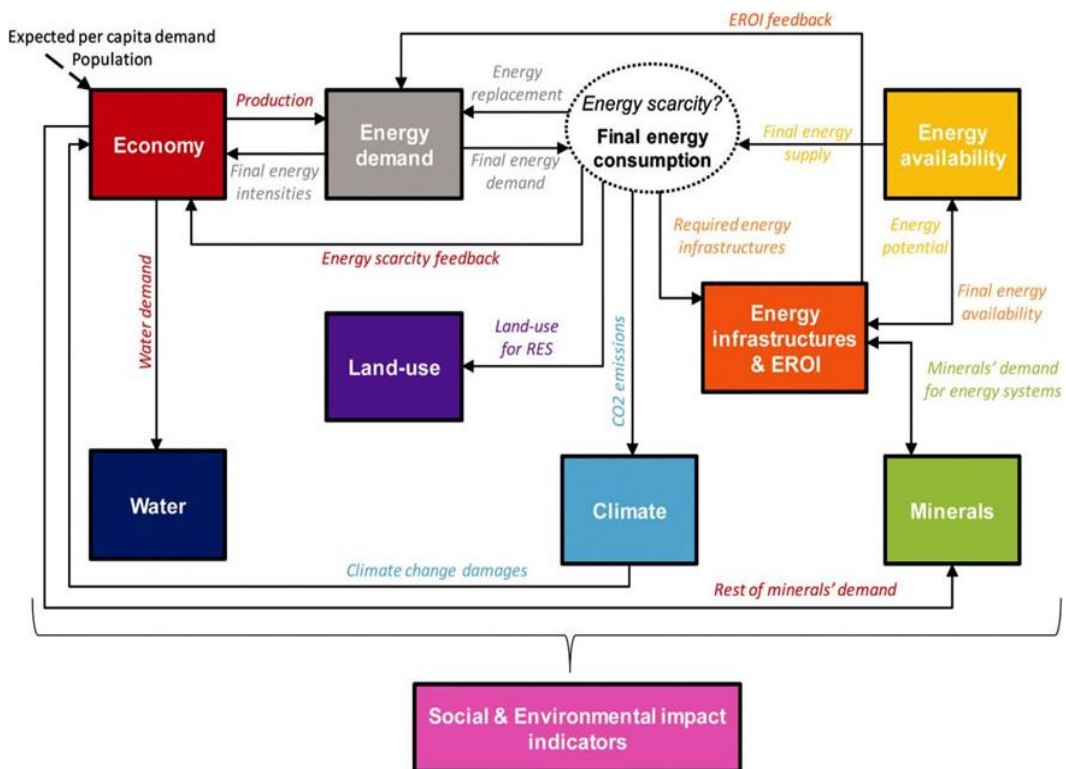 EROI feedback
Expected per capita demand
Population
Production
Energy
replacement
Energy scarcity?
Final energy
consumption
Economy
Energy
demand
Final energy
supply
Energy
availability
Final energy
intensities
Final energy
demand
Energy scarcity feedback
Required energy
infrastructures
Energy
potential
Water demand
Land-use
Land-use
for RES
CO2 emissions
Energy
infrastructures
& EROI
Final energy
availability
Minerals’ demand
for energy systems
Water
Climate
Minerals
Climate change damages
Rest of minerals’ demand
Social & Environmental impact
indicators